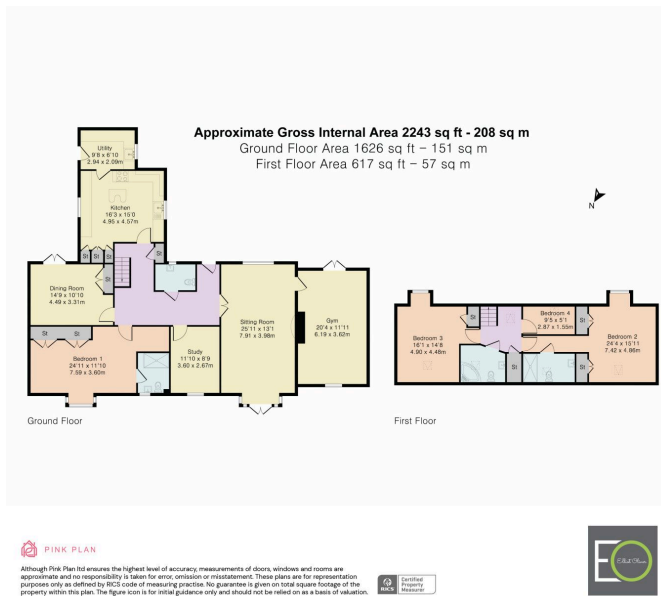 Approximate Gross Internal Area 2243 sq ft - 208 sq m
Ground Floor Area 1626 sq ft – 151 sq m
First Floor Area 617 sq ft – 57 sq m
N
Utility
9'8 x 6'10
2.94 x 2.09m
Kitchen
16'3 x 15'0
4.95 x 4.57m
St
St
St
St
St
Dining Room
14'9 x 10'10
4.49 x 3.31m
St
St
Bedroom 1
24'11 x 11'10
7.59 x 3.60m
Study
11'10 x 8'9
3.60 x 2.67m
Sitting Room
25'11 x 13'1
7.91 x 3.98m
Gym
20'4 x 11'11
6.19 x 3.62m
Ground Floor
Bedroom 3
16'1 x 14'8
4.90 x 4.48m
St
St
Bedroom 4
9'5 x 5'1
2.87 x 1.55m
St
St
Bedroom 2
24'4 x 15'11
7.42 x 4.86m
First Floor
PINK PLAN
Although Pink Plan ltd ensures the highest level of accuracy, measurements of doors, windows and rooms are
approximate and no responsibility is taken for error, omission or misstatement. These plans are for representation
purposes only as defined by RICS code of measuring practise. No guarantee is given on total square footage of the
property within this plan. The figure icon is for initial guidance only and should not be relied on as a basis of valuation.
RICS
Certified
Property
Measurer
EO